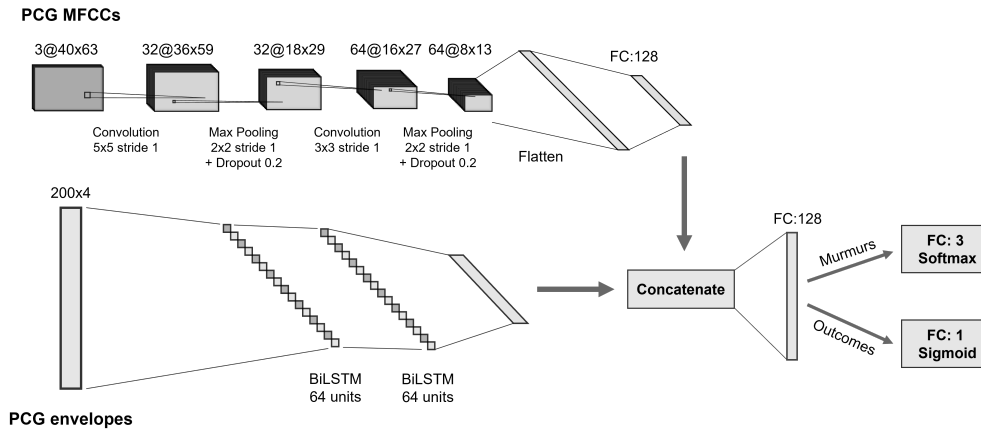 PCG MFCCs
3@40x63
32@36x59
32@18x29
64@16x27
64@8x13
FC:128
Convolution
5x5 stride 1
Max Pooling
2x2 stride 1
+ Dropout 0.2
Convolution
3x3 stride 1
Max Pooling
2x2 stride 1
+ Dropout 0.2
Flatten
200x4
BiLSTM
64 units
BiLSTM
64 units
PCG envelopes
Concatenate
FC:128
Murmurs
Outcomes
FC: 3
Softmax
FC: 1
Sigmoid